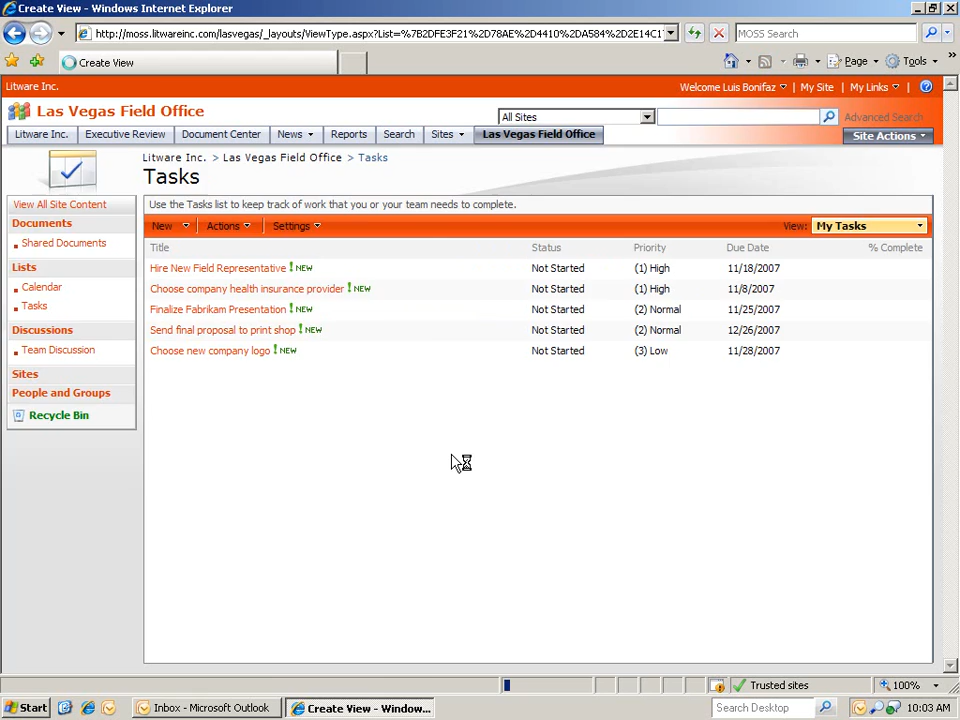 Create View - Windows Internet Explorer
http://moss.litwareinc.com/lasvegas/_layouts/ViewType.aspx?List=%7B2DFE3F21%2D78AE%2D4410%2DA584%2D2E14C1
MOSS Search
Create View
Page
Tools
Litware Inc.
Welcome Luis Bonifaz
My Site
My Links
Las Vegas Field Office
All Sites
Advanced Search
Litware Inc.
Executive Review
Document Center
News
Reports
Search
Sites
Las Vegas Field Office
Site Actions
Litware Inc. > Las Vegas Field Office > Tasks
Tasks
View All Site Content
Documents
Shared Documents
Lists
Calendar
Tasks
Discussions
Team Discussion
Sites
People and Groups
Recycle Bin
Use the Tasks list to keep track of work that you or your team needs to complete.
New
Actions
Settings
View: My Tasks
Title Status Priority Due Date % Complete
Hire New Field Representative ! NEW Not Started (1) High 11/18/2007
Choose company health insurance provider ! NEW Not Started (1) High 11/8/2007
Finalize Fabrikam Presentation ! NEW Not Started (2) Normal 11/25/2007
Send final proposal to print shop ! NEW Not Started (2) Normal 12/26/2007
Choose new company logo ! NEW Not Started (3) Low 11/28/2007
Trusted sites
100%
Start
Inbox - Microsoft Outlook
Create View - Window...
Search Desktop
10:03 AM